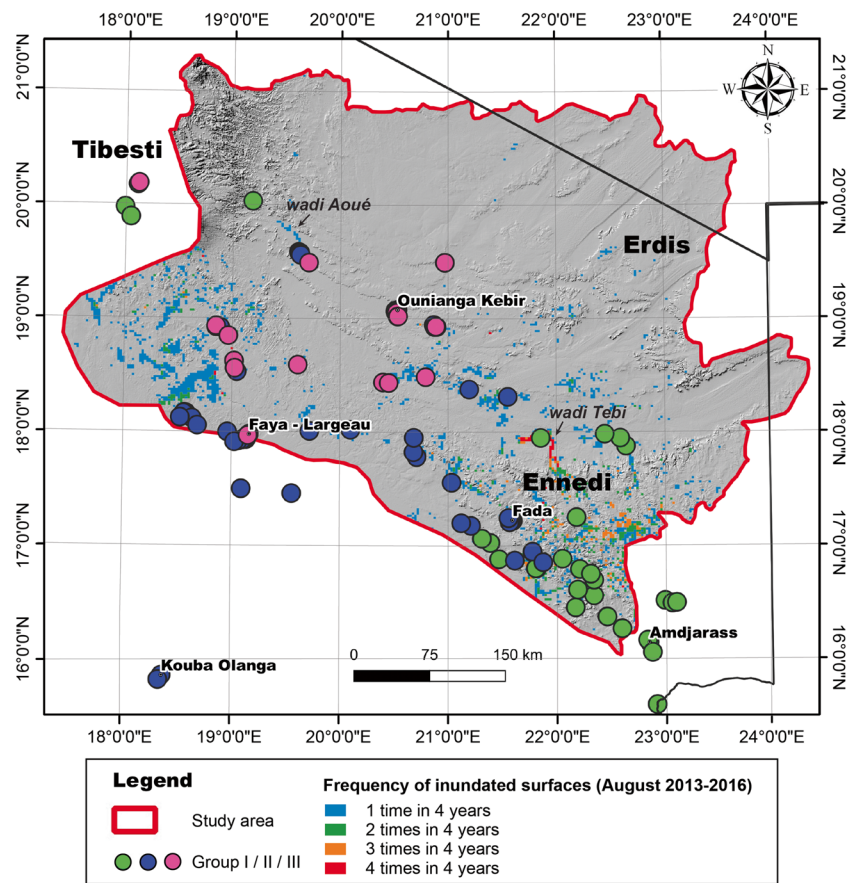 18°0'0"E 19°0'0"E 20°0'0"E 21°0'0"E 22°0'0"E 23°0'0"E 24°0'0"E
N
W E
S
21°0'0"N 21°0'0"N
Tibesti
20°0'0"N 20°0'0"N
wadi Aoué
Erdis
Ounianga Kebir
19°0'0"N 19°0'0"N
wadi Tebi
Faya - Largeau
18°0'0"N 18°0'0"N
Ennedi
Fada
17°0'0"N 17°0'0"N
Amdjarass
Kouba Olanga
0 75 150 km
16°0'0"N 16°0'0"N
18°0'0"E 19°0'0"E 20°0'0"E 21°0'0"E 22°0'0"E 23°0'0"E 24°0'0"E
Legend
Study area
Group I / II / III
Frequency of inundated surfaces (August 2013-2016)
1 time in 4 years
2 times in 4 years
3 times in 4 years
4 times in 4 years